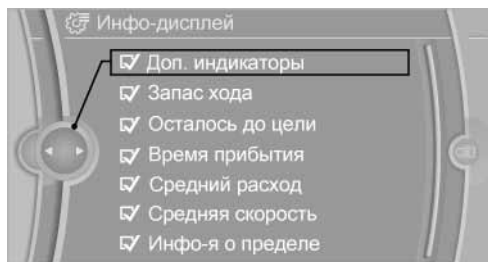 Инфо-дисплей
Доп. индикаторы
Запас хода
Осталось до цели
Время прибытия
Средний расход
Средняя скорость
Инфо-я о пределе